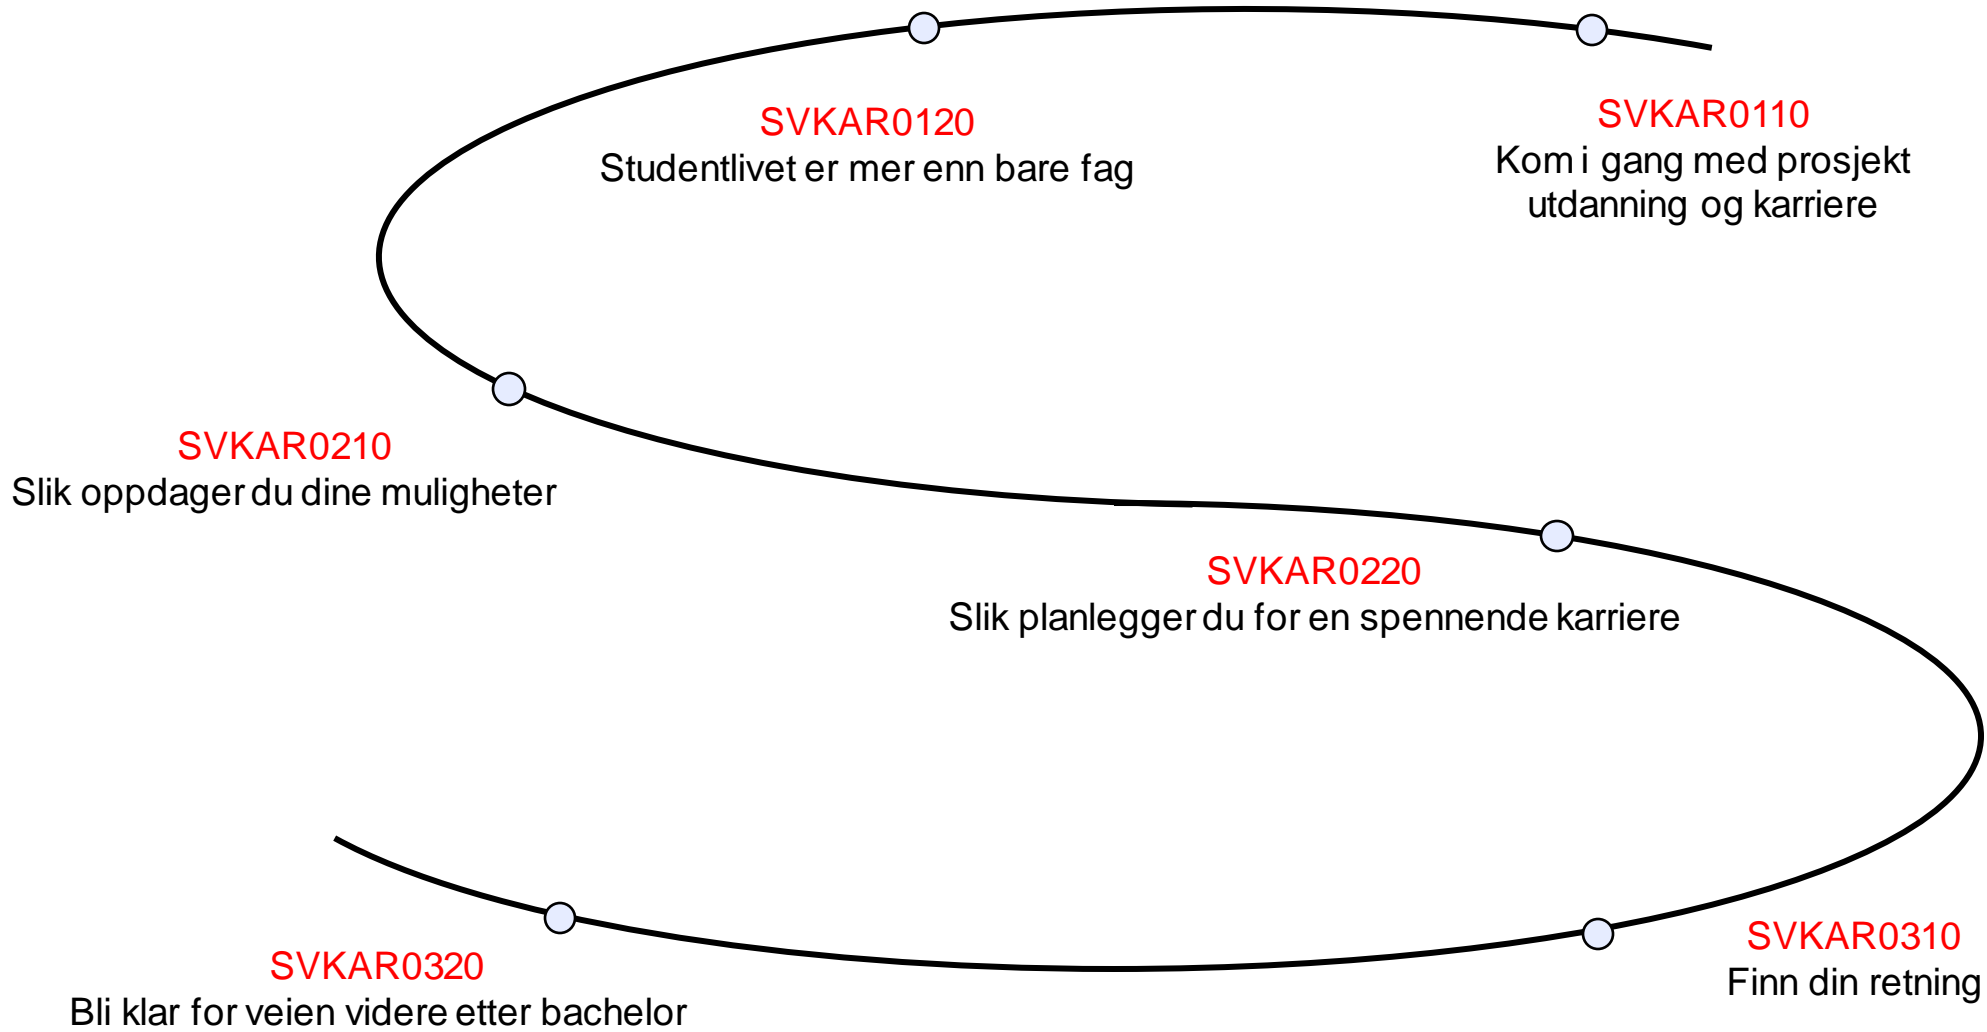 SVKAR0120
Studentlivet er mer enn bare fag
SVKAR0110
Kom i gang med prosjekt
utdanning og karriere
SVKAR0210
Slik oppdager du dine muligheter
SVKAR0220
Slik planlegger du for en spennende karriere
SVKAR0320
Bli klar for veien videre etter bachelor
SVKAR0310
Finn din retning